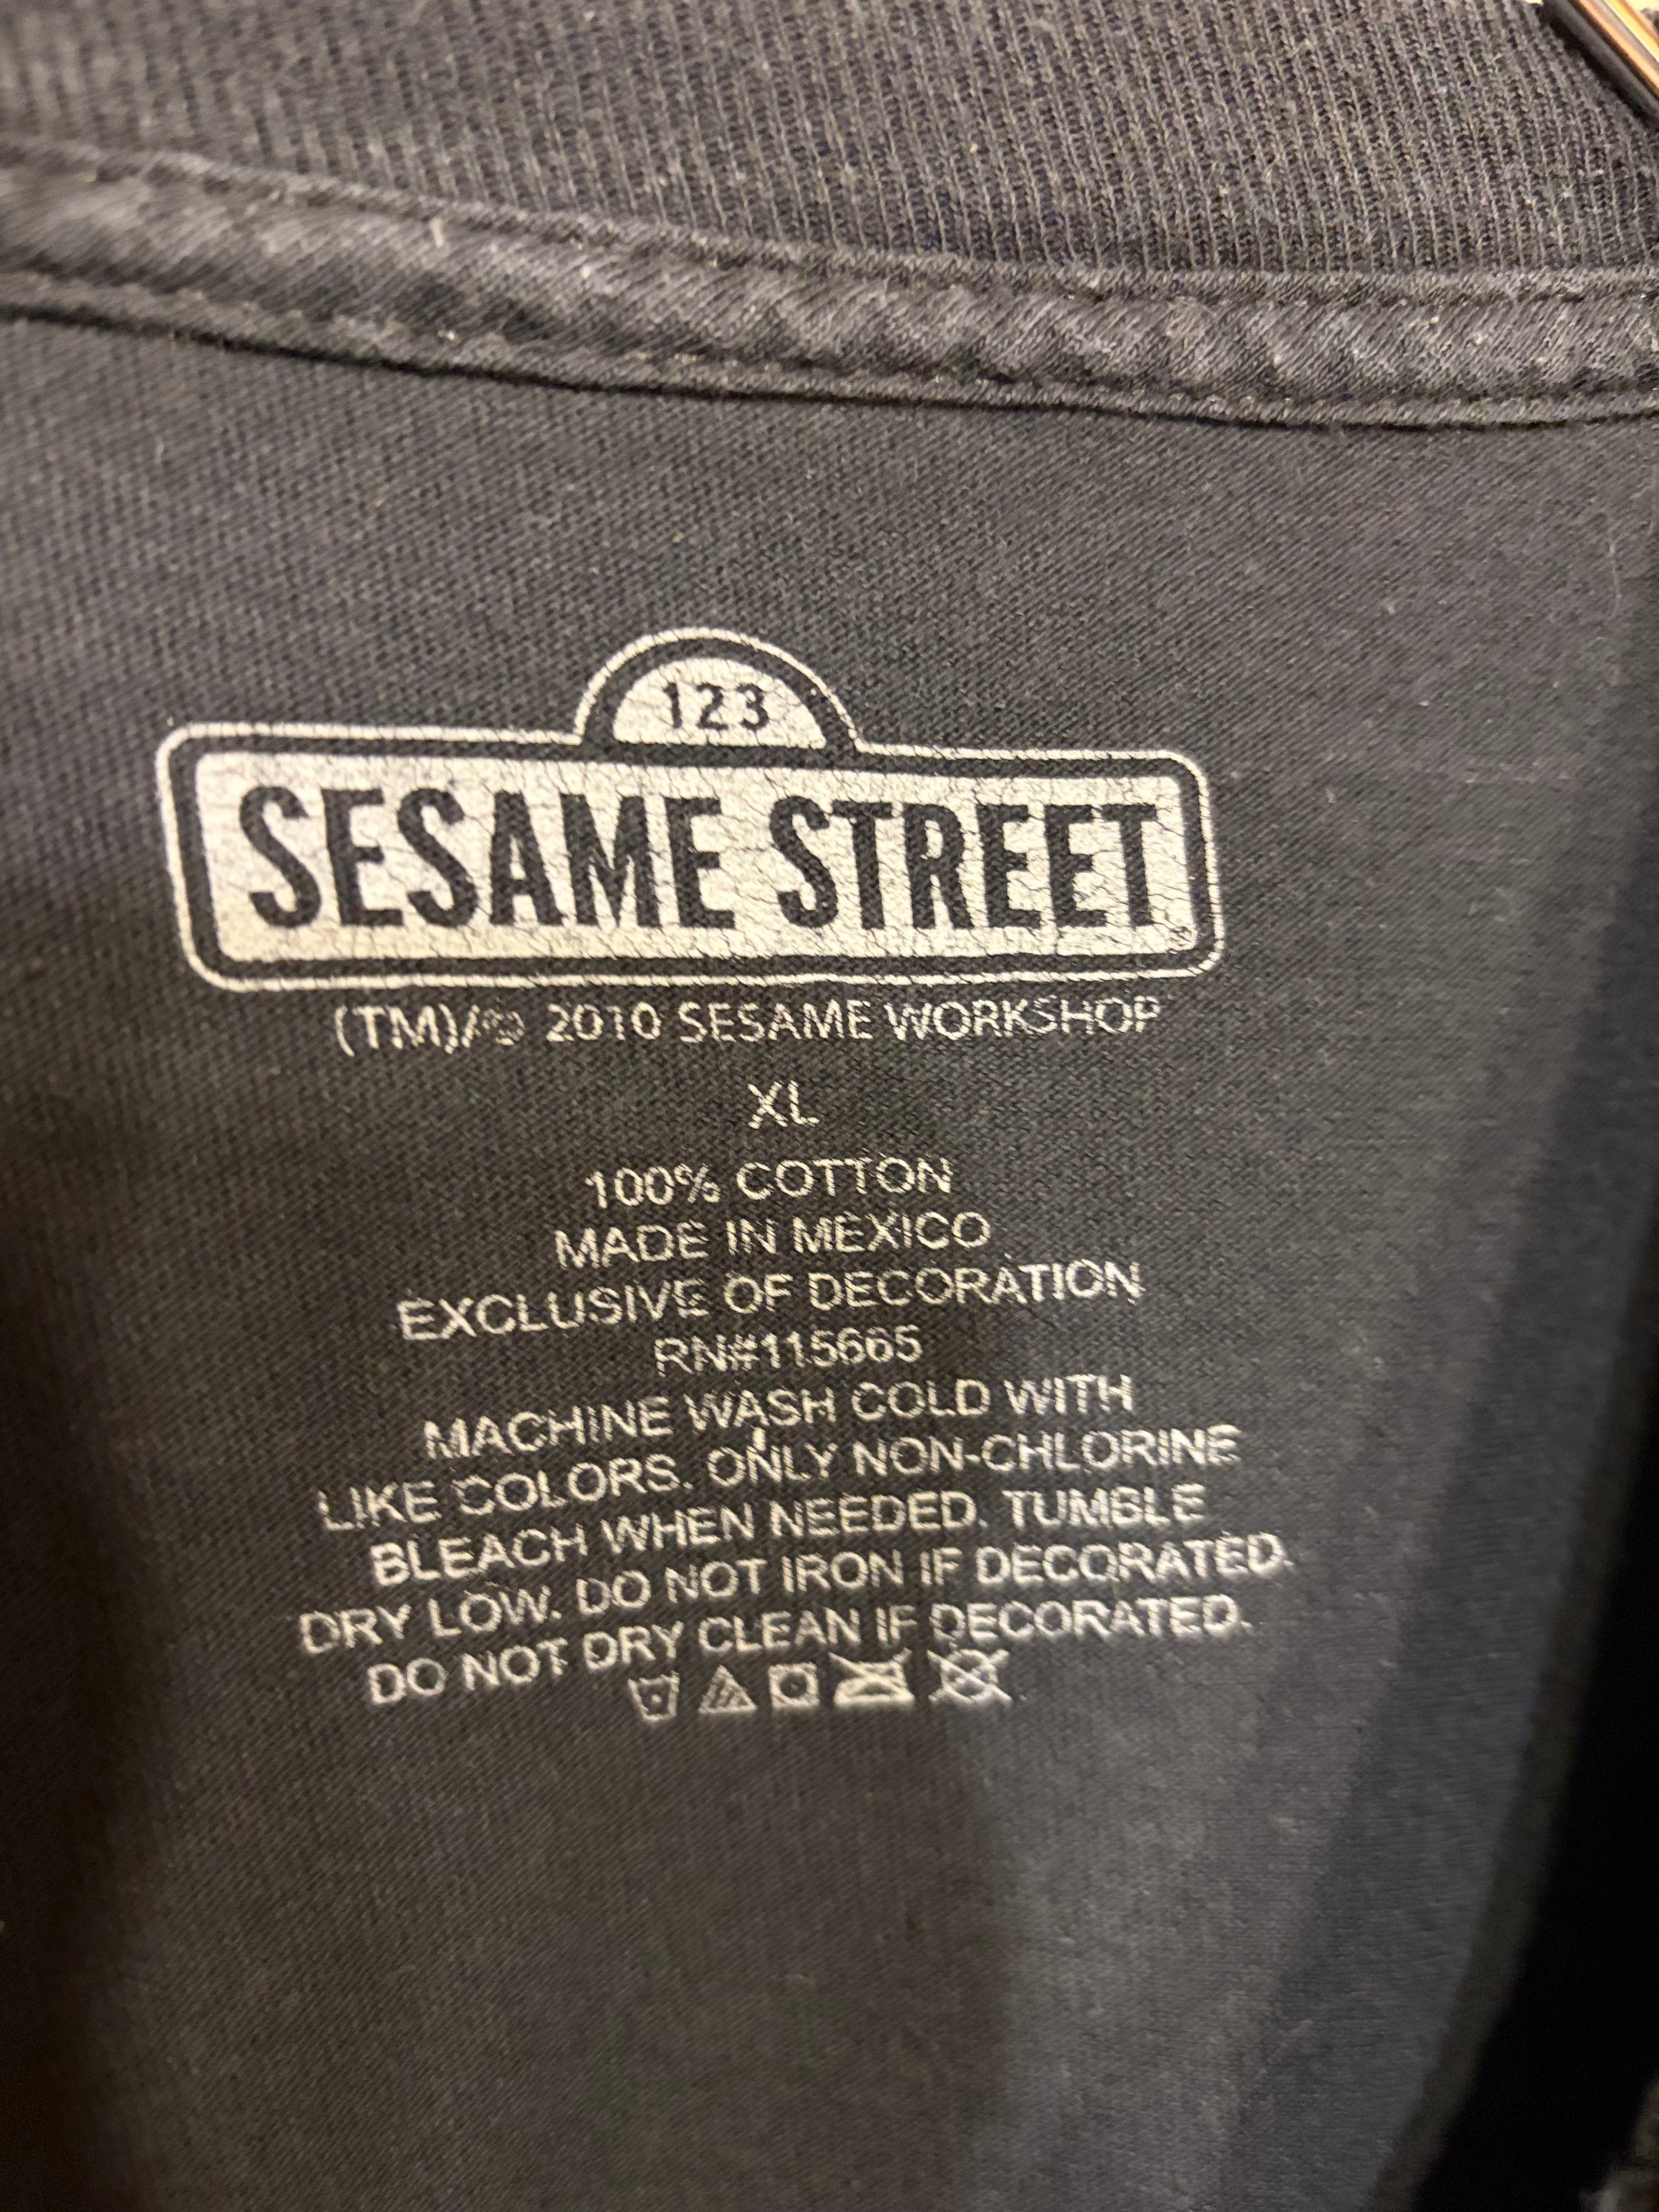 123
SESAME STREET
(TM)/© 2010 SESAME WORKSHOP
XL
100% COTTON
MADE IN MEXICO
EXCLUSIVE OF DECORATION
RN#115665
MACHINE WASH COLD WITH
LIKE COLORS. ONLY NON-CHLORINE
BLEACH WHEN NEEDED. TUMBLE
DRY LOW. DO NOT IRON IF DECORATED.
DO NOT DRY CLEAN IF DECORATED.